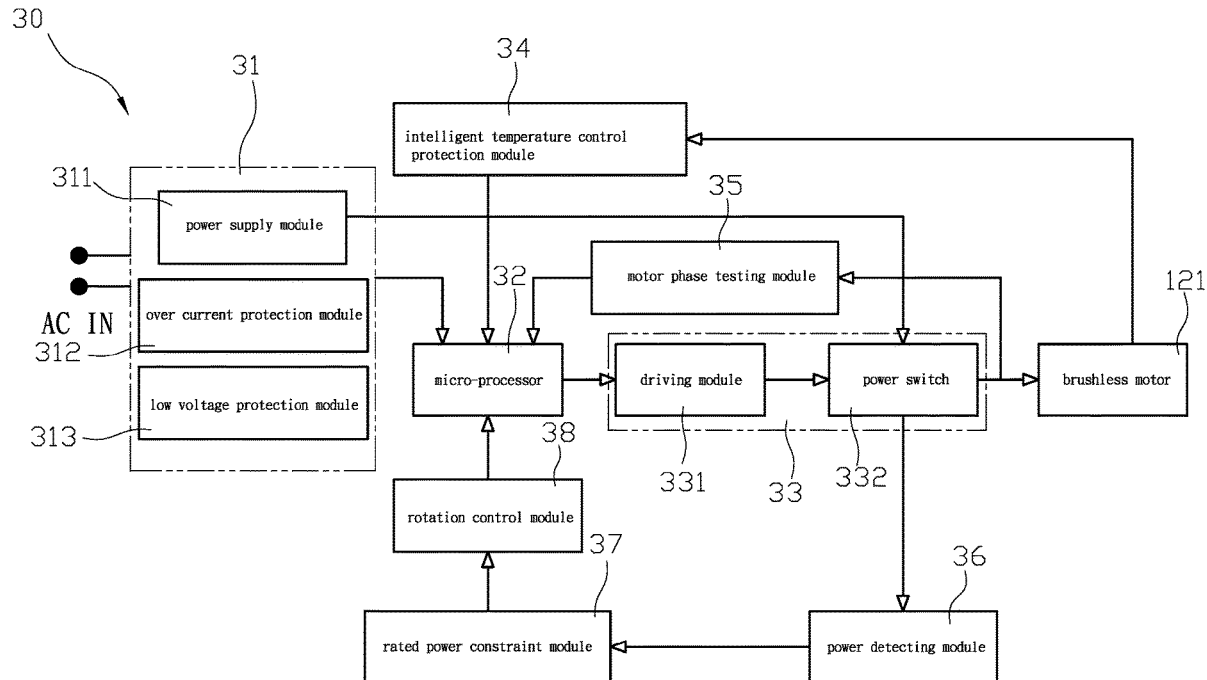 30
34
31
intelligent temperature control
protection module
311
power supply module
35
motor phase testing module
32
121
AC IN
over current protection module
312
micro-processor
driving module
power switch
brushless motor
low voltage protection module
313
331
33
332
38
rotation control module
37
36
rated power constraint module
power detecting module